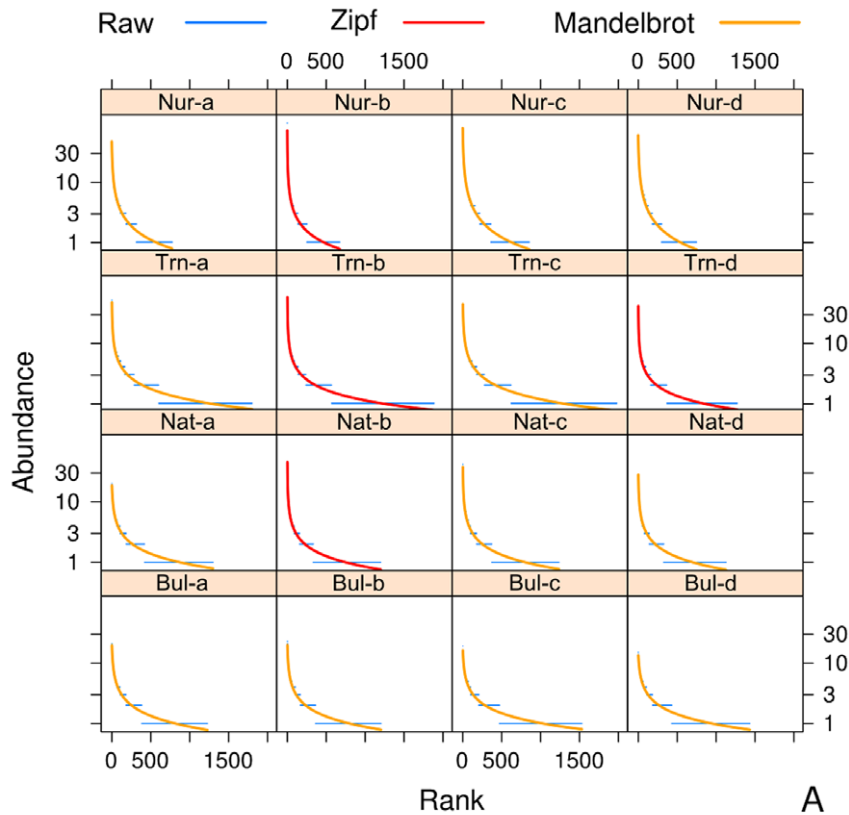 Raw Zipf Mandelbrot
0 500 1500 0 500 1500
Nur-a Nur-b Nur-c Nur-d
30
10
3
1
Trn-a Trn-b Trn-c Trn-d
30
10
3
1
Nat-a Nat-b Nat-c Nat-d
30
10
3
1
Bul-a Bul-b Bul-c Bul-d
30
10
3
1
0 500 1500 0 500 1500
Abundance
Rank
A